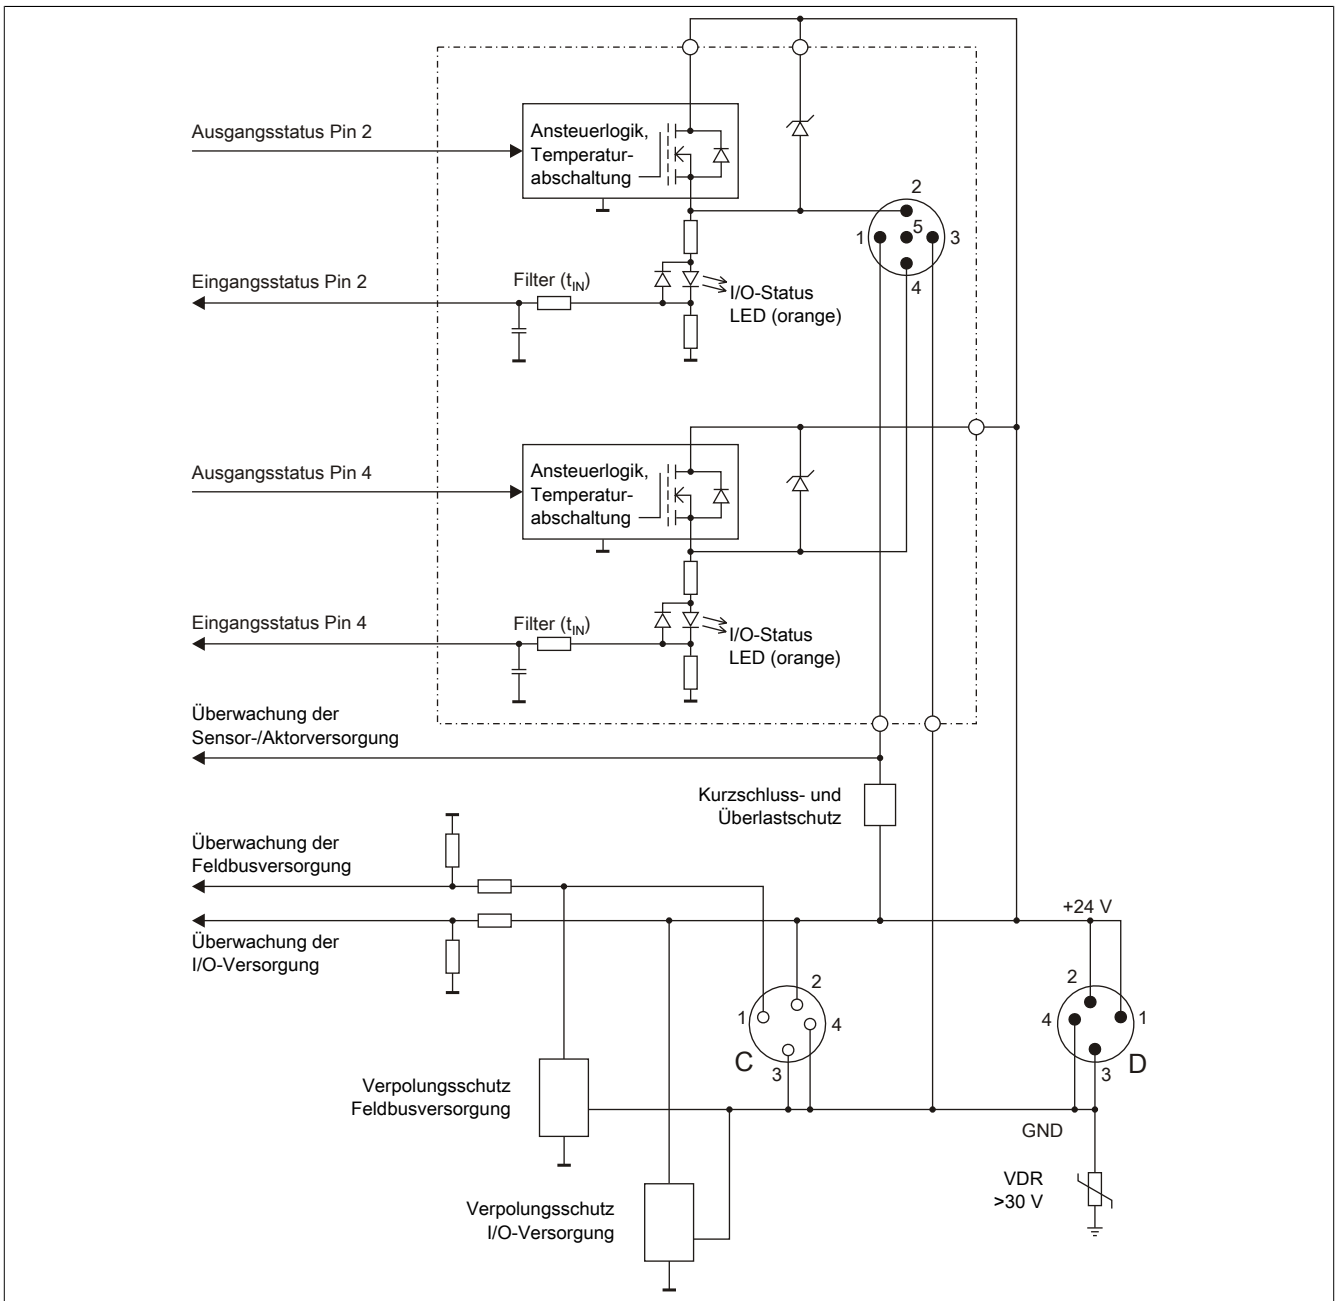 Ausgangsstatus Pin 2
Ansteuerlogik,
Temperatur-
abschaltung
2
1
5
3
4
Eingangsstatus Pin 2
Filter (tIN)
I/O-Status
LED (orange)
Ausgangsstatus Pin 4
Ansteuerlogik,
Temperatur-
abschaltung
Eingangsstatus Pin 4
Filter (tIN)
I/O-Status
LED (orange)
Überwachung der
Sensor-/Aktorversorgung
Kurzschluss- und
Überlastschutz
Überwachung der
Feldbusversorgung
+24 V
Überwachung der
I/O-Versorgung
2
1
4
3
C
2
4
1
3
D
Verpolungsschutz
Feldbusversorgung
GND
VDR
>30 V
Verpolungsschutz
I/O-Versorgung